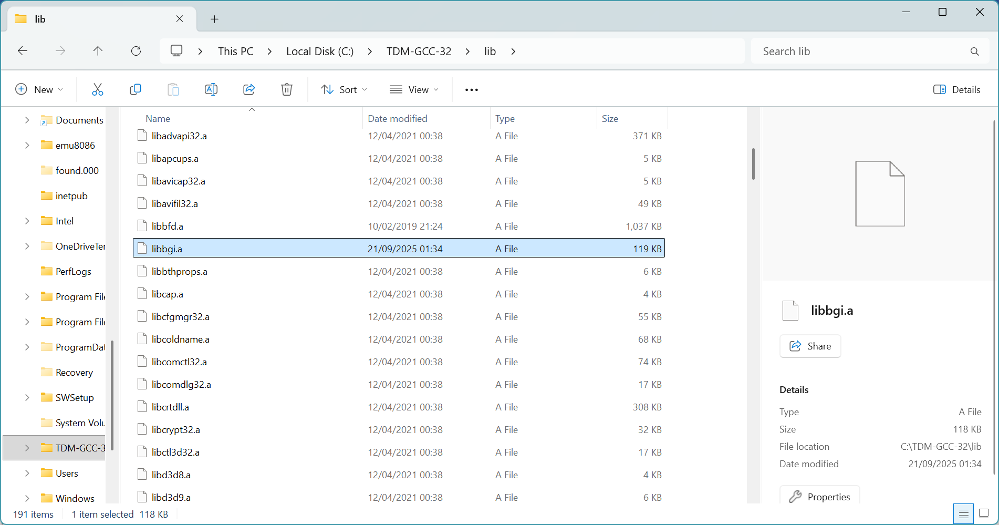 lib
This PC > Local Disk (C:) > TDM-GCC-32 > lib >
Search lib
New
Sort
View
Details
Documents
emu8086
found.000
inetpub
Intel
OneDriveTer
PerfLogs
Program File
Program File
ProgramDat
Recovery
SWSetup
System Volu
TDM-GCC-3
Users
Windows
Name Date modified Type Size
libadvapi32.a 12/04/2021 00:38 A File 371 KB
libapcups.a 12/04/2021 00:38 A File 5 KB
libavicap32.a 12/04/2021 00:38 A File 5 KB
libavifil32.a 12/04/2021 00:38 A File 49 KB
libbfd.a 10/02/2019 21:24 A File 1,037 KB
libbgi.a 21/09/2025 01:34 A File 119 KB
libbthprops.a 12/04/2021 00:38 A File 6 KB
libcap.a 12/04/2021 00:38 A File 4 KB
libcfgmgr32.a 12/04/2021 00:38 A File 55 KB
libcoldname.a 12/04/2021 00:38 A File 68 KB
libcomctl32.a 12/04/2021 00:38 A File 74 KB
libcomdlg32.a 12/04/2021 00:38 A File 17 KB
libcrtdll.a 12/04/2021 00:38 A File 308 KB
libcrypt32.a 12/04/2021 00:38 A File 32 KB
libctl3d32.a 12/04/2021 00:38 A File 17 KB
libd3d8.a 12/04/2021 00:38 A File 4 KB
libd3d9.a 12/04/2021 00:38 A File 6 KB
libbgi.a
Share
Details
Type A File
Size 118 KB
File location C:\TDM-GCC-32\lib
Date modified 21/09/2025 01:34
Properties
191 items 1 item selected 118 KB